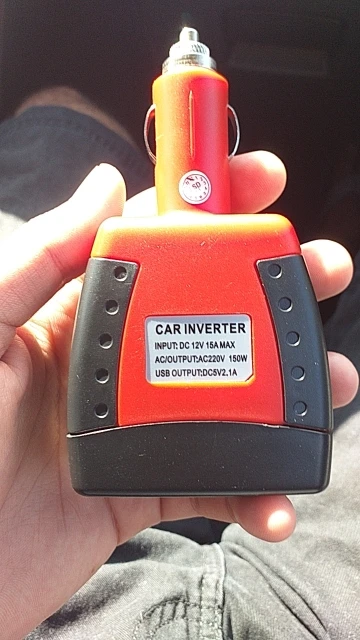 CAR INVERTER
INPUT: DC 12V 15A MAX
AC/OUTPUT:AC220V 150W
USB OUTPUT:DC5V2.1A